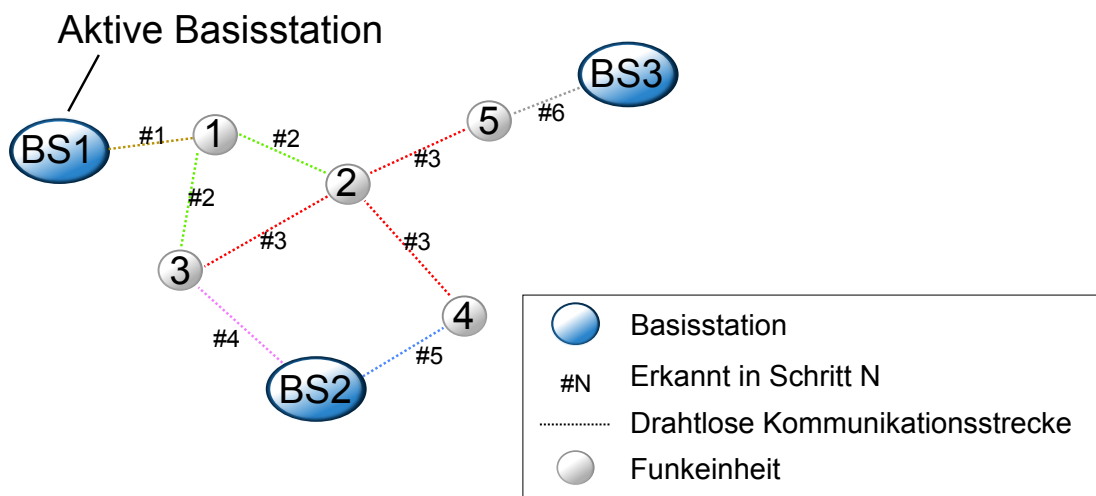 Aktive Basisstation
BS3
BS1
#1
1
#2
5
#6
#3
2
#2
#3
#3
3
4
#4
#5
BS2
Basisstation
#N Erkannt in Schritt N
Drahtlose Kommunikationsstrecke
Funkeinheit